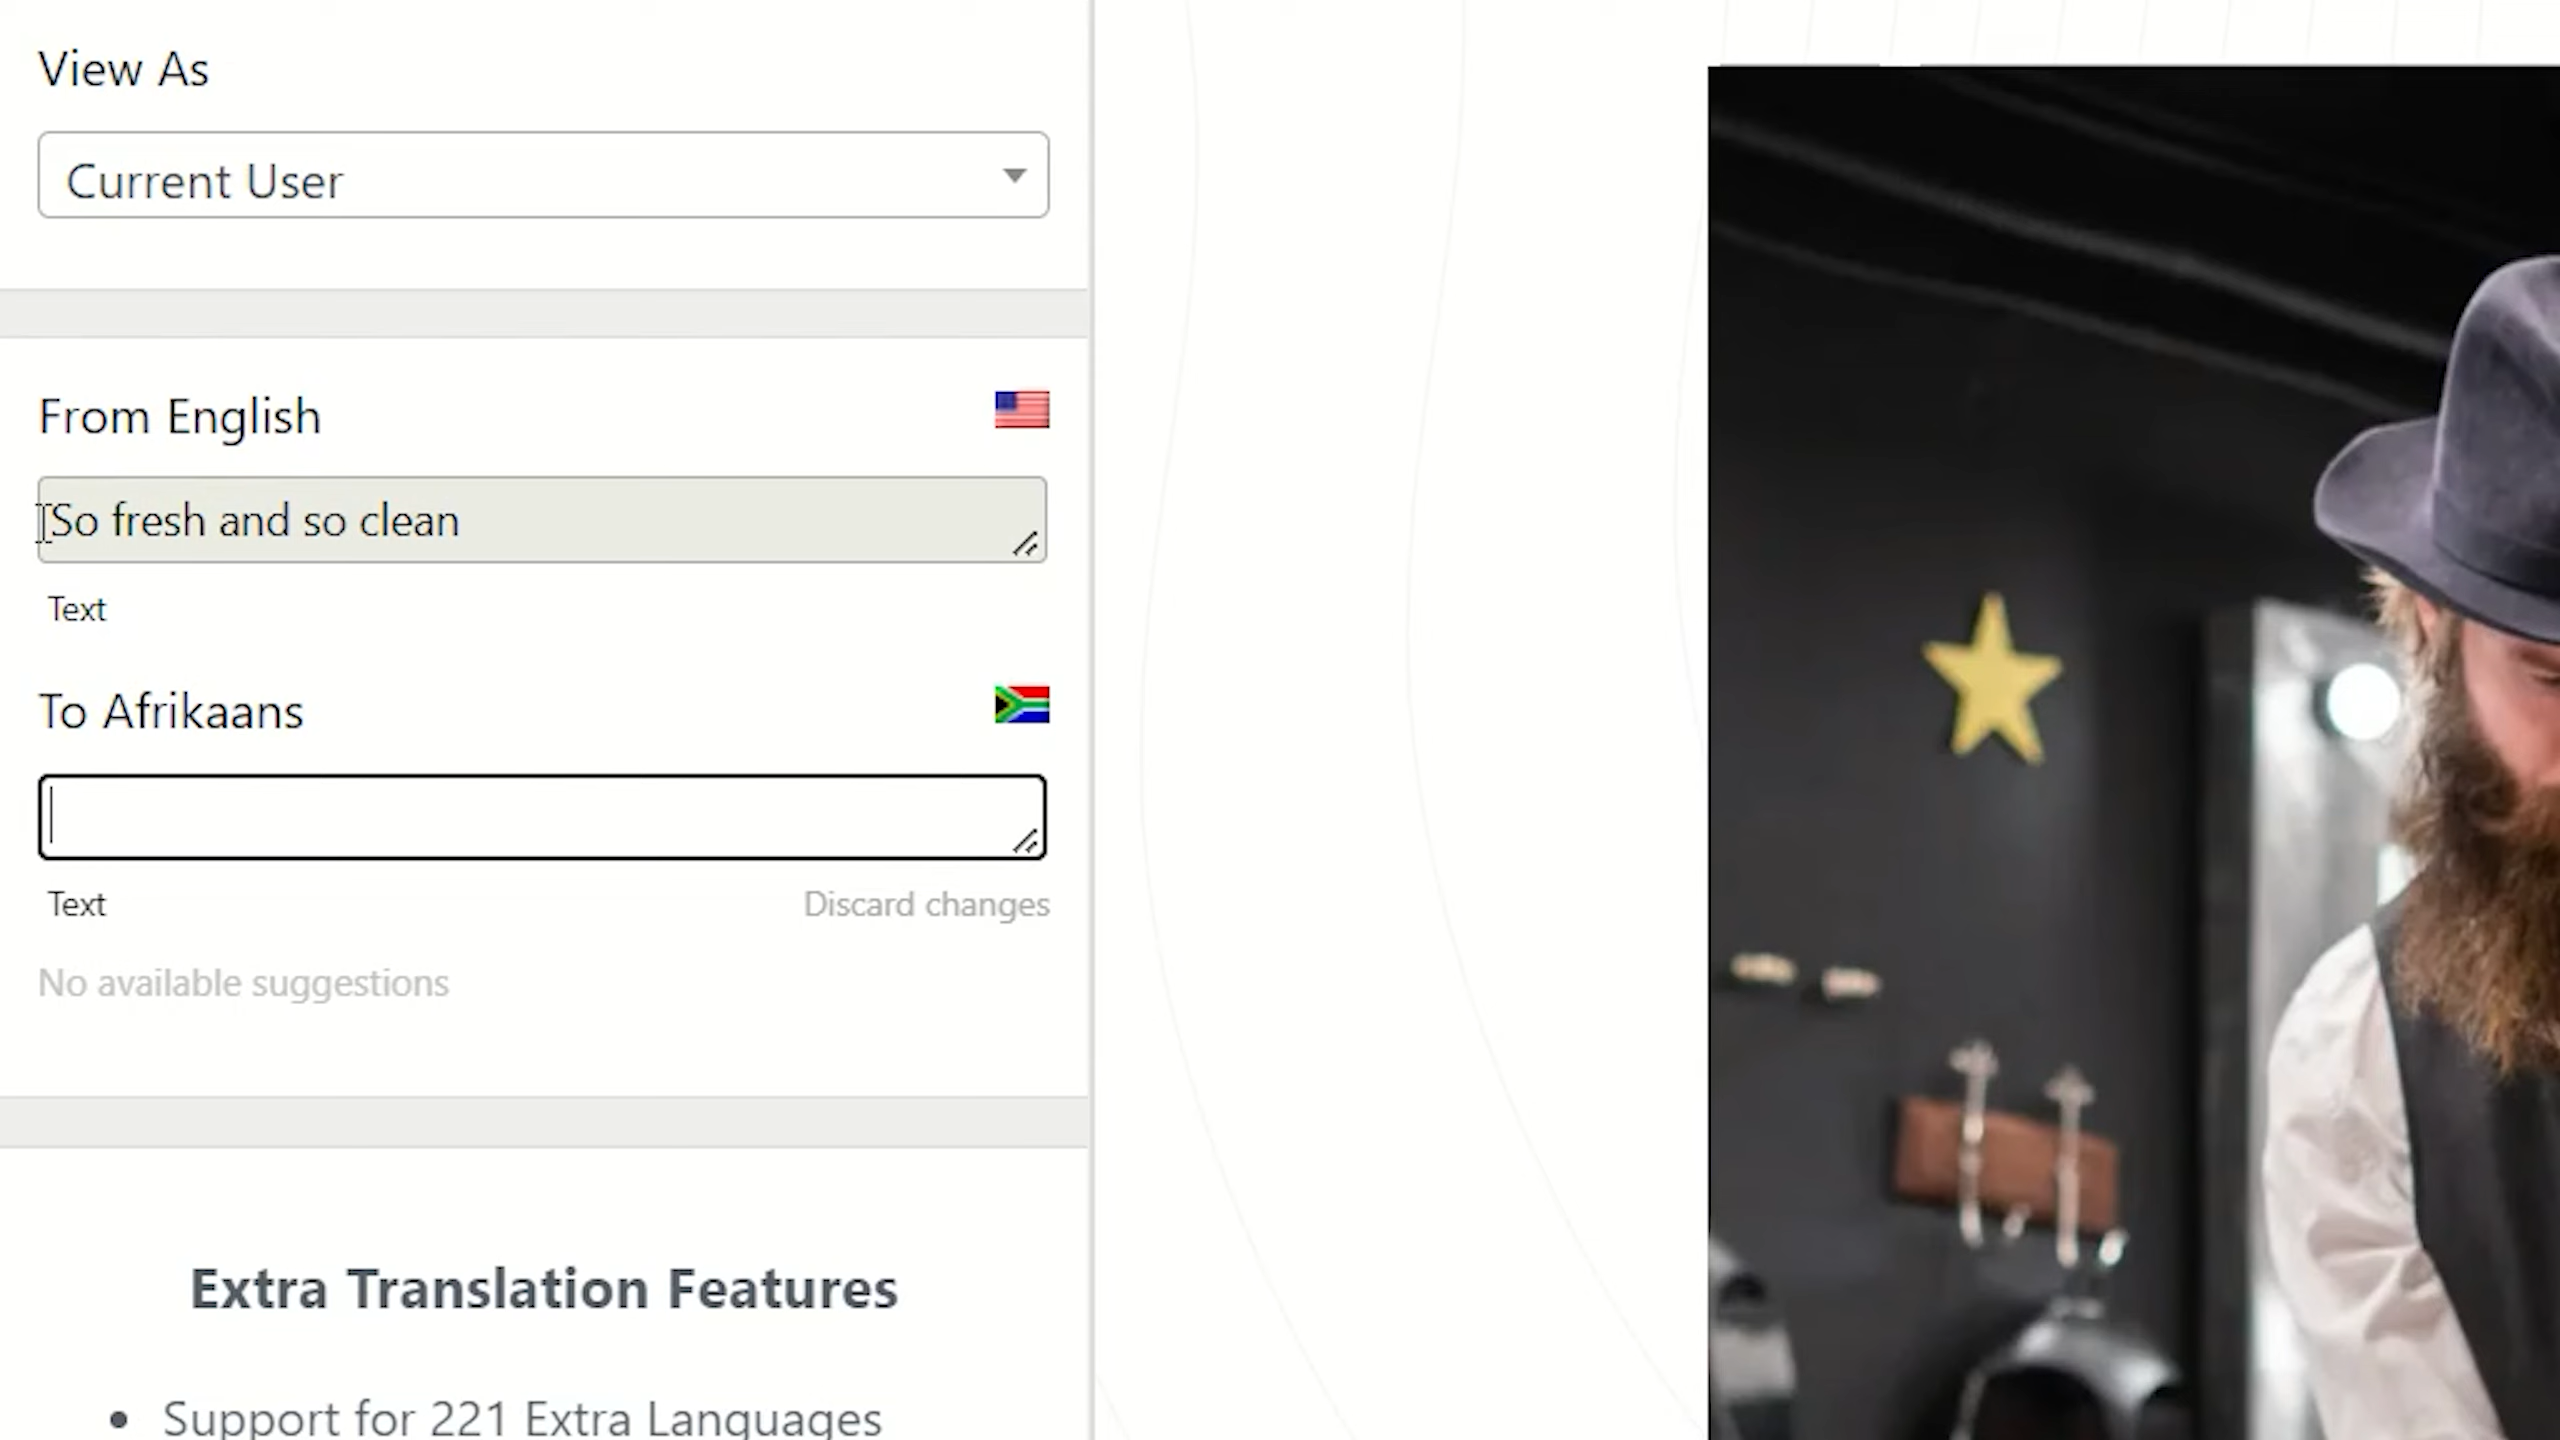 View As
Current User
From English
So fresh and so clean
Text
To Afrikaans
Text
Discard changes
No available suggestions
Extra Translation Features
• Support for 221 Extra Languages